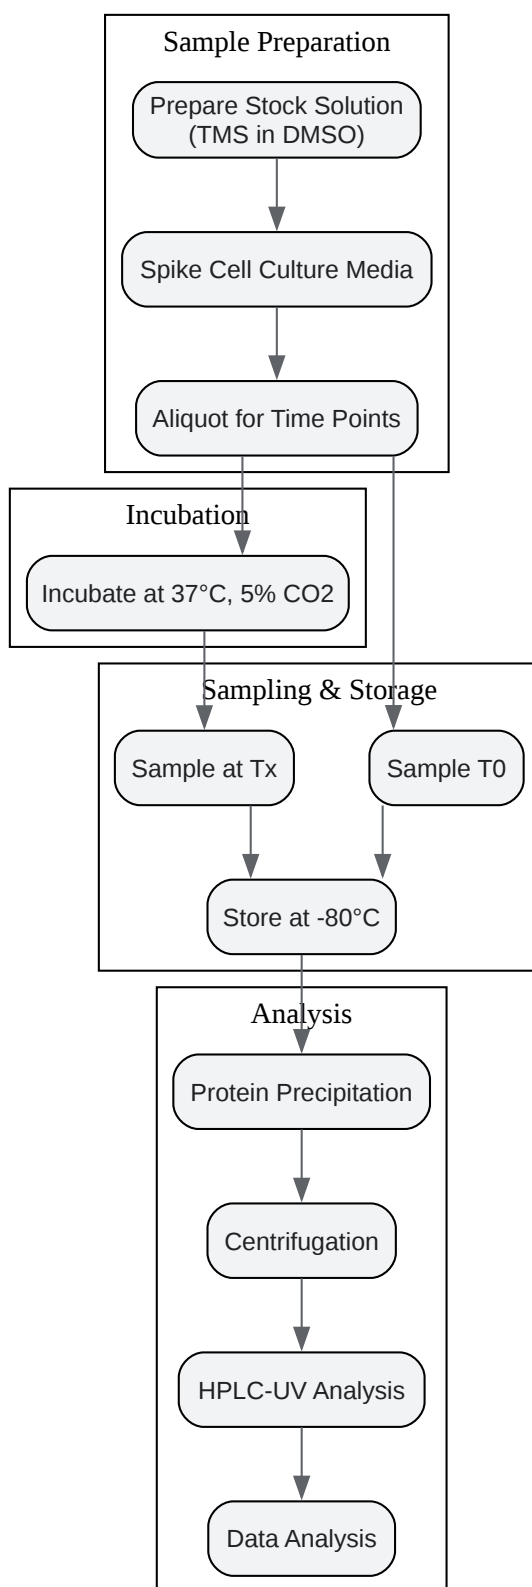 Sample Preparation
Prepare Stock Solution
(TMS in DMSO)
Spike Cell Culture Media
Aliquot for Time Points
Incubation
Incubate at 37°C, 5% CO2
Sampling & Storage
Sample at Tx
Sample T0
Store at -80°C
Analysis
Protein Precipitation
Centrifugation
HPLC-UV Analysis
Data Analysis